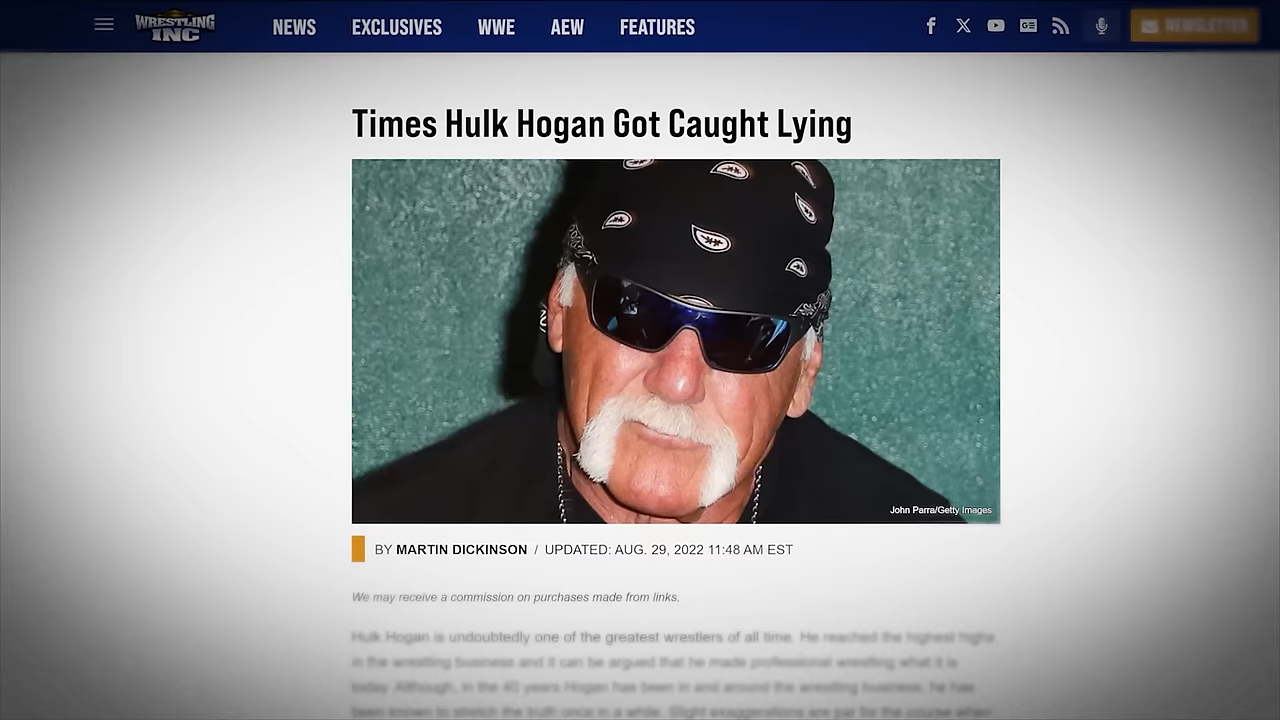 WRESTLING
INC
NEWS EXCLUSIVES WWE AEW FEATURES
NEWSLETTER
Times Hulk Hogan Got Caught Lying
John Parra/Getty Images
BY MARTIN DICKINSON / UPDATED: AUG. 29, 2022 11:48 AM EST
We may receive a commission on purchases made from links.
Hulk Hogan is undoubtedly one of the greatest wrestlers of all time. He reached the highest highs
in the wrestling business and it can be argued that he made professional wrestling what it is
today. Although, in the 40 years Hogan has been in and around the wrestling business, he has
been known to stretch the truth once in a while. Slight exaggerations are par for the course when